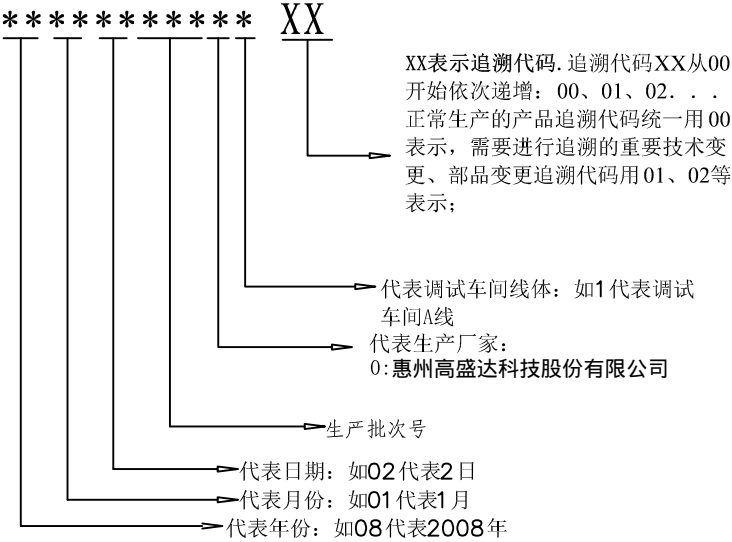 *********** XX
XX表示追溯代码.追溯代码XX从00
开始依次递增：00、01、02．．．
正常生产的产品追溯代码统一用00
表示，需要进行追溯的重要技术变
更、部品变更追溯代码用01、02等
表示；
代表调试车间线体：如1代表调试
车间A线
代表生产厂家：
0:惠州高盛达科技股份有限公司
生产批次号
代表日期：如02代表2日
代表月份：如01代表1月
代表年份：如08代表2008年